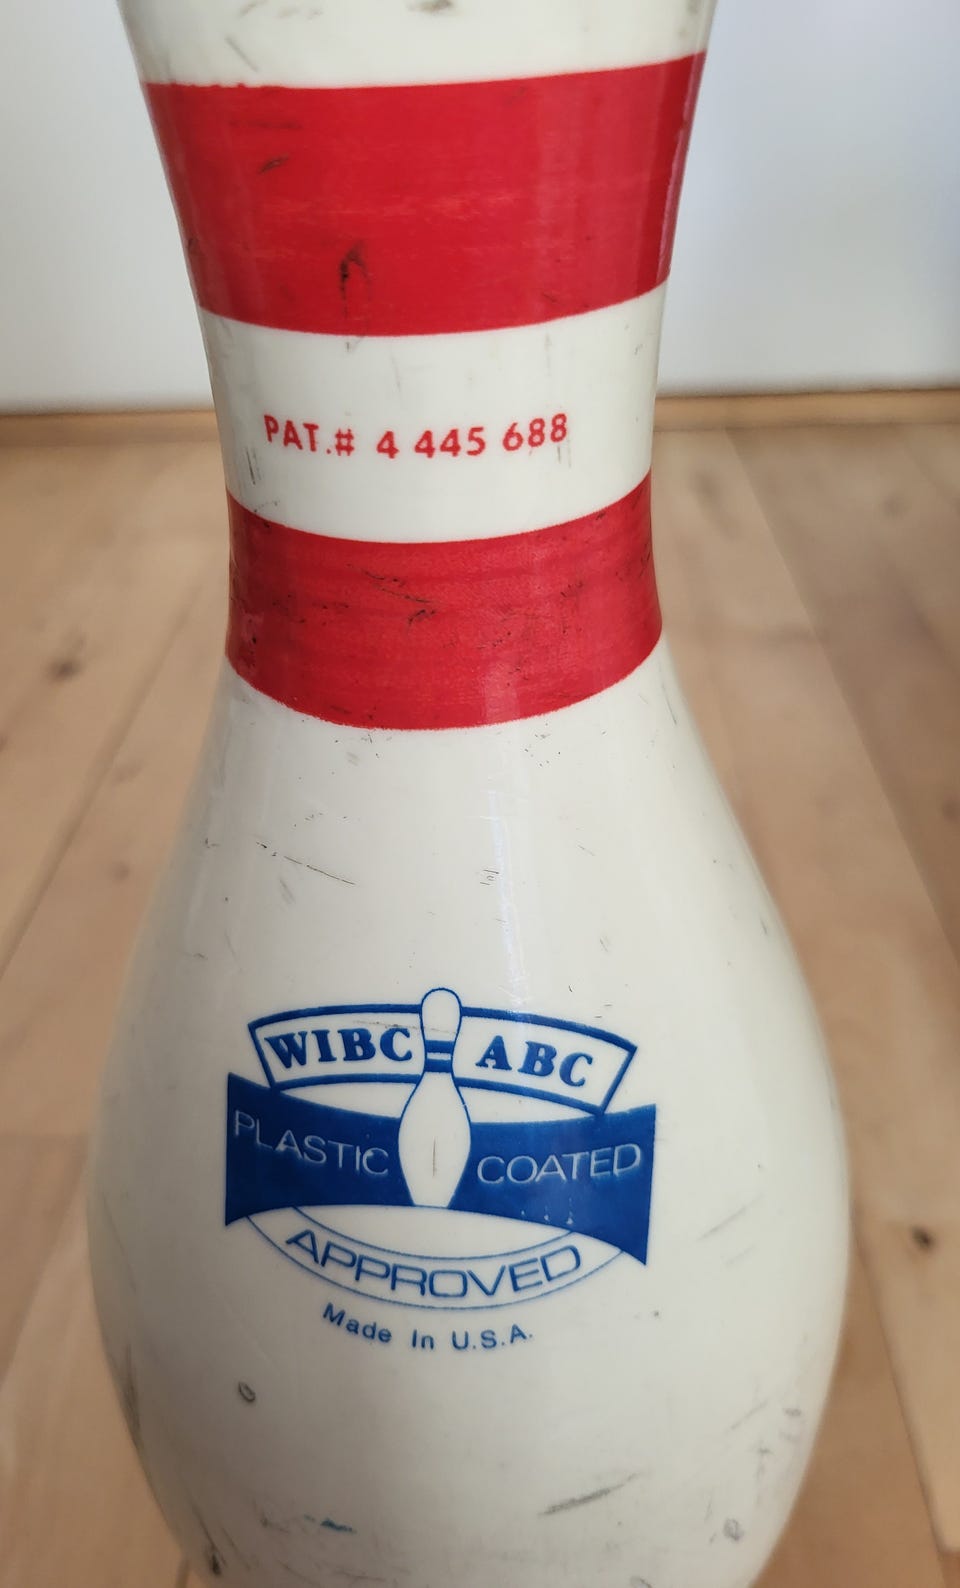 PAT.# 4 445 688
WIBC ABC
PLASTIC COATED
APPROVED
Made In U.S.A.